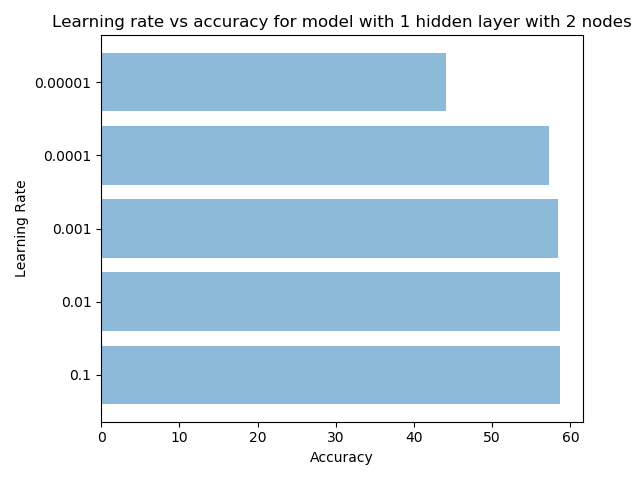 Learning rate vs accuracy for model with 1 hidden layer with 2 nodes
Learning Rate
0.00001
0.0001
0.001
0.01
0.1
0 10 20 30 40 50 60
Accuracy